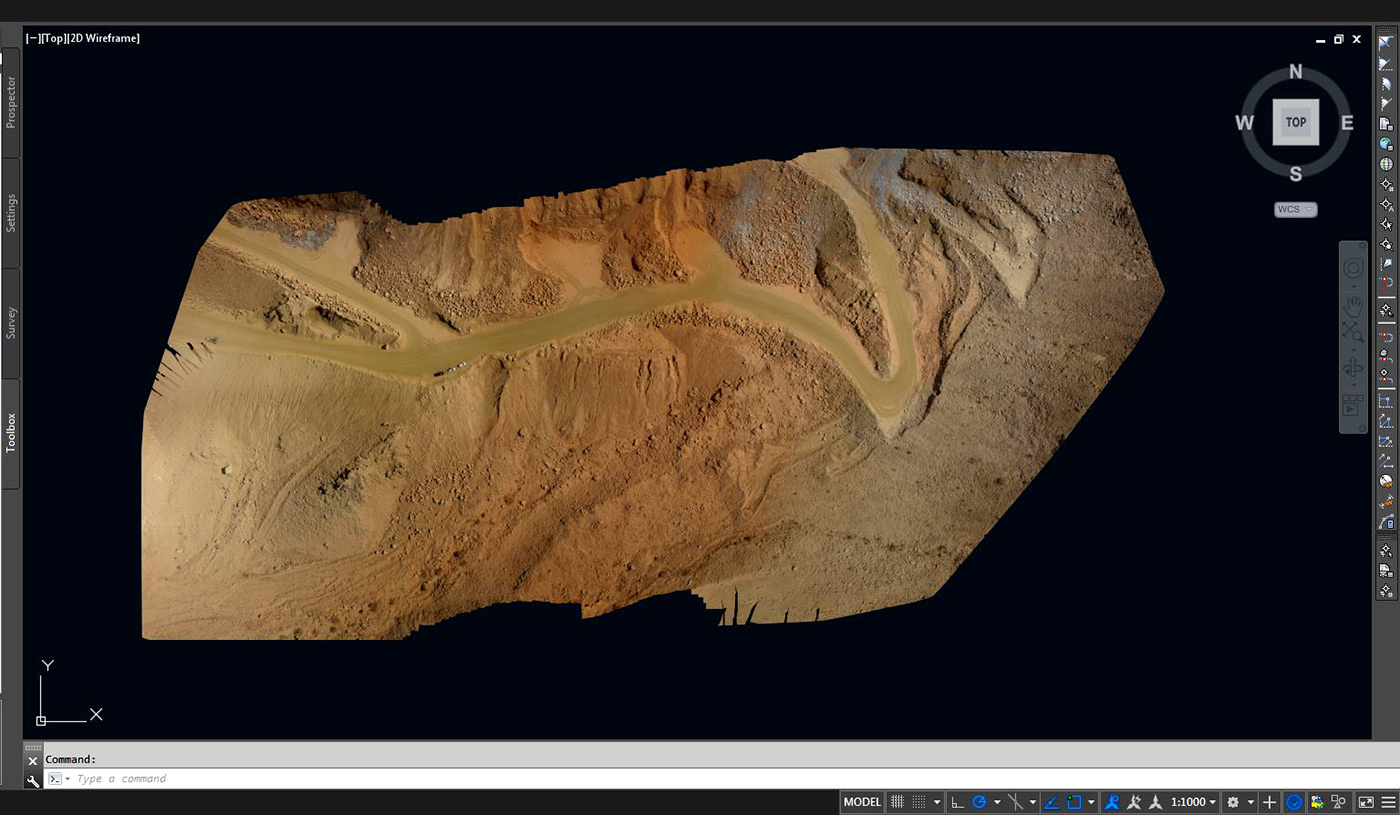 [−][Top][2D Wireframe]
Prospector
Settings
Survey
Toolbox
N
W
TOP
E
S
WCS
Y
X
Command:
Type a command
MODEL
1:1000